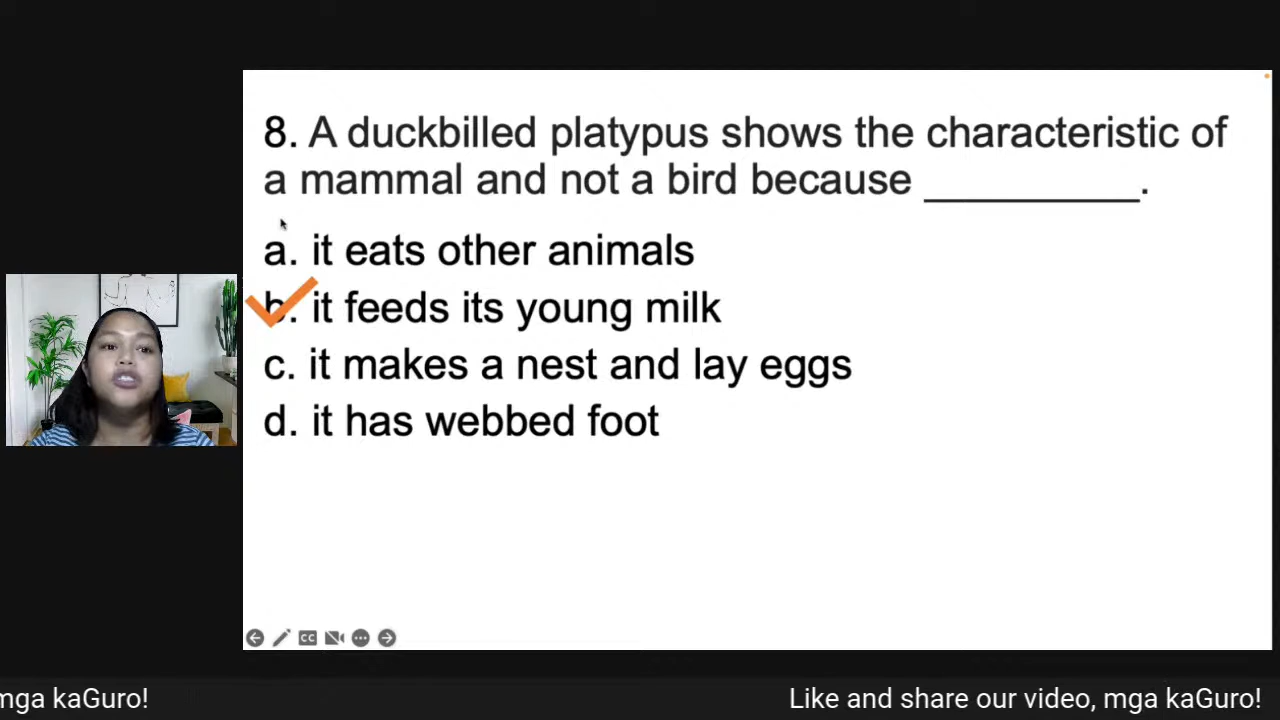 8. A duckbilled platypus shows the characteristic of
a mammal and not a bird because __________.
a. it eats other animals
b. it feeds its young milk
c. it makes a nest and lay eggs
d. it has webbed foot
CC
mga kaGuro!
Like and share our video, mga kaGuro!